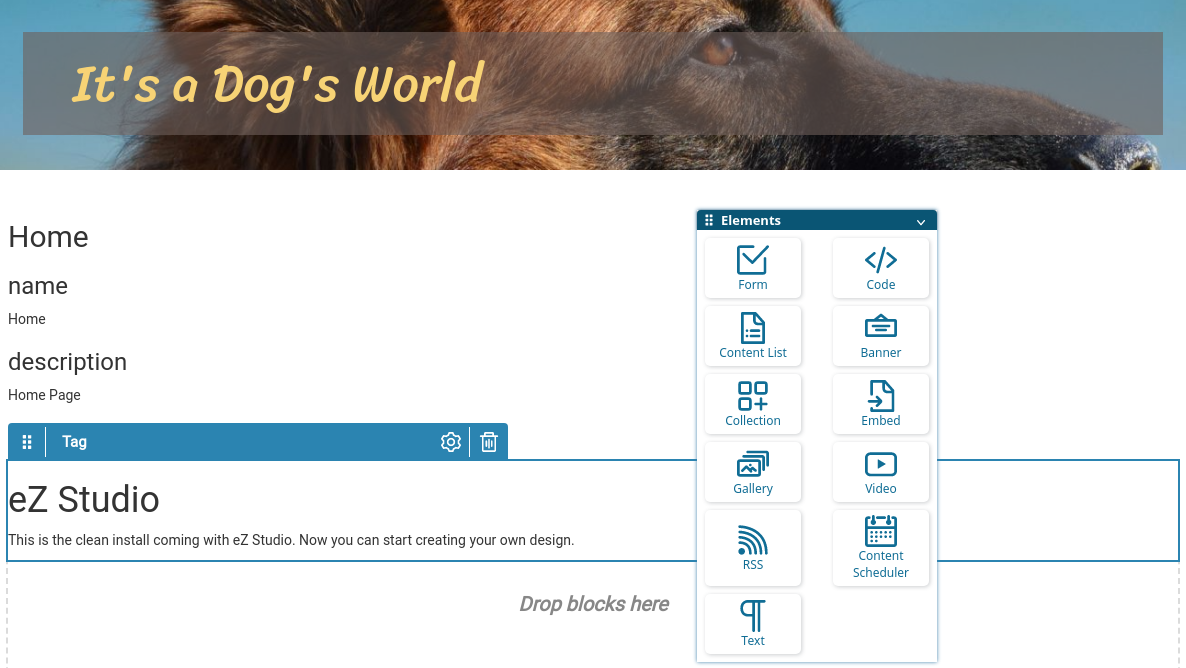 It's a Dog's World
Home
name
Home
description
Home Page
Tag
eZ Studio
This is the clean install coming with eZ Studio. Now you can start creating your own design.
Drop blocks here
Elements
Form
Code
Content List
Banner
Collection
Embed
Gallery
Video
RSS
Content
Scheduler
Text